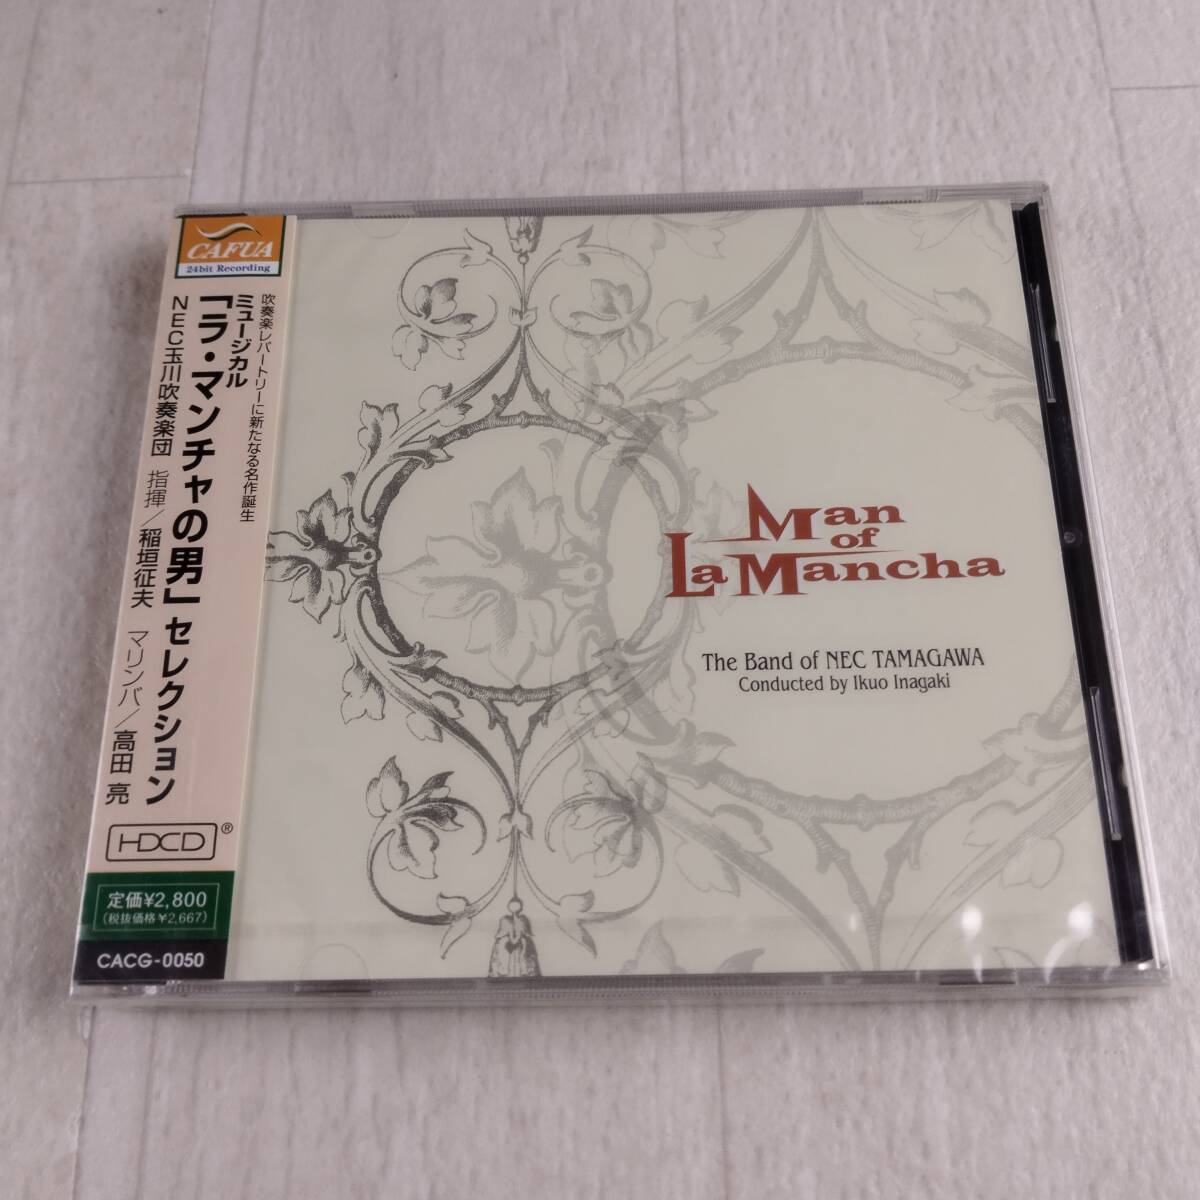 CAFUA
24bit Recording
吹奏楽レパートリーに新たなる名作誕生
ミュージカル
「ラ・マンチャの男」セレクション
NEC玉川吹奏楽団 指揮/稲垣征夫 マリンバ/高田 亮
HDCD®
定価¥2,800
(税抜価格¥2,667)
CACG-0050
Man
of
La Mancha
The Band of NEC TAMAGAWA
Conducted by Ikuo Inagaki